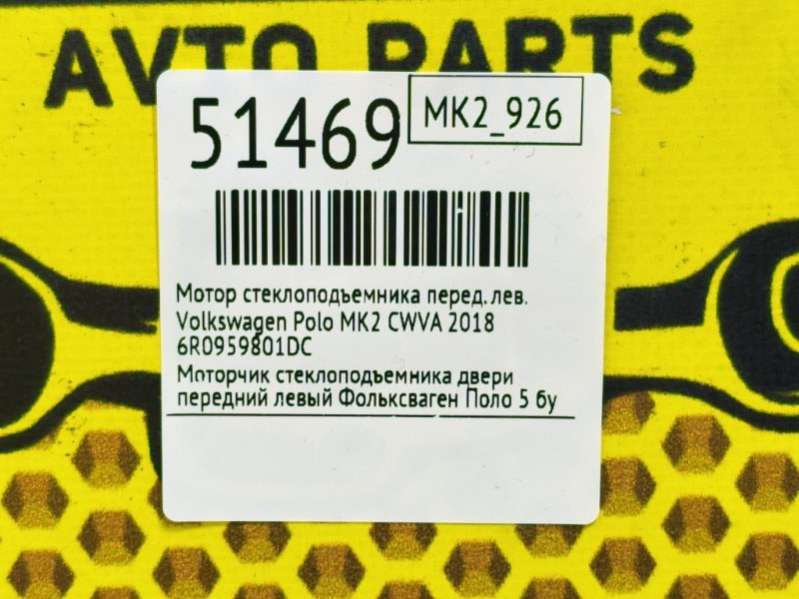 AVTO PARTS
51469
MK2_926
Мотор стеклоподъемника перед. лев.
Volkswagen Polo MK2 CWVA 2018
6R0959801DC
Моторчик стеклоподъемника двери
передний левый Фольксваген Поло 5 бу